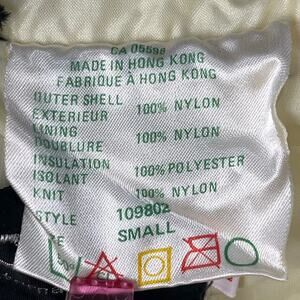 CA 05598
MADE IN HONG KONG
FABRIQUÉ À HONG KONG
OUTER SHELL
EXTERIEUR 100% NYLON
LINING
DOUBLURE 100% NYLON
INSULATION
ISOLANT 100% POLYESTER
KNIT 100% NYLON
STYLE 109802
SMALL